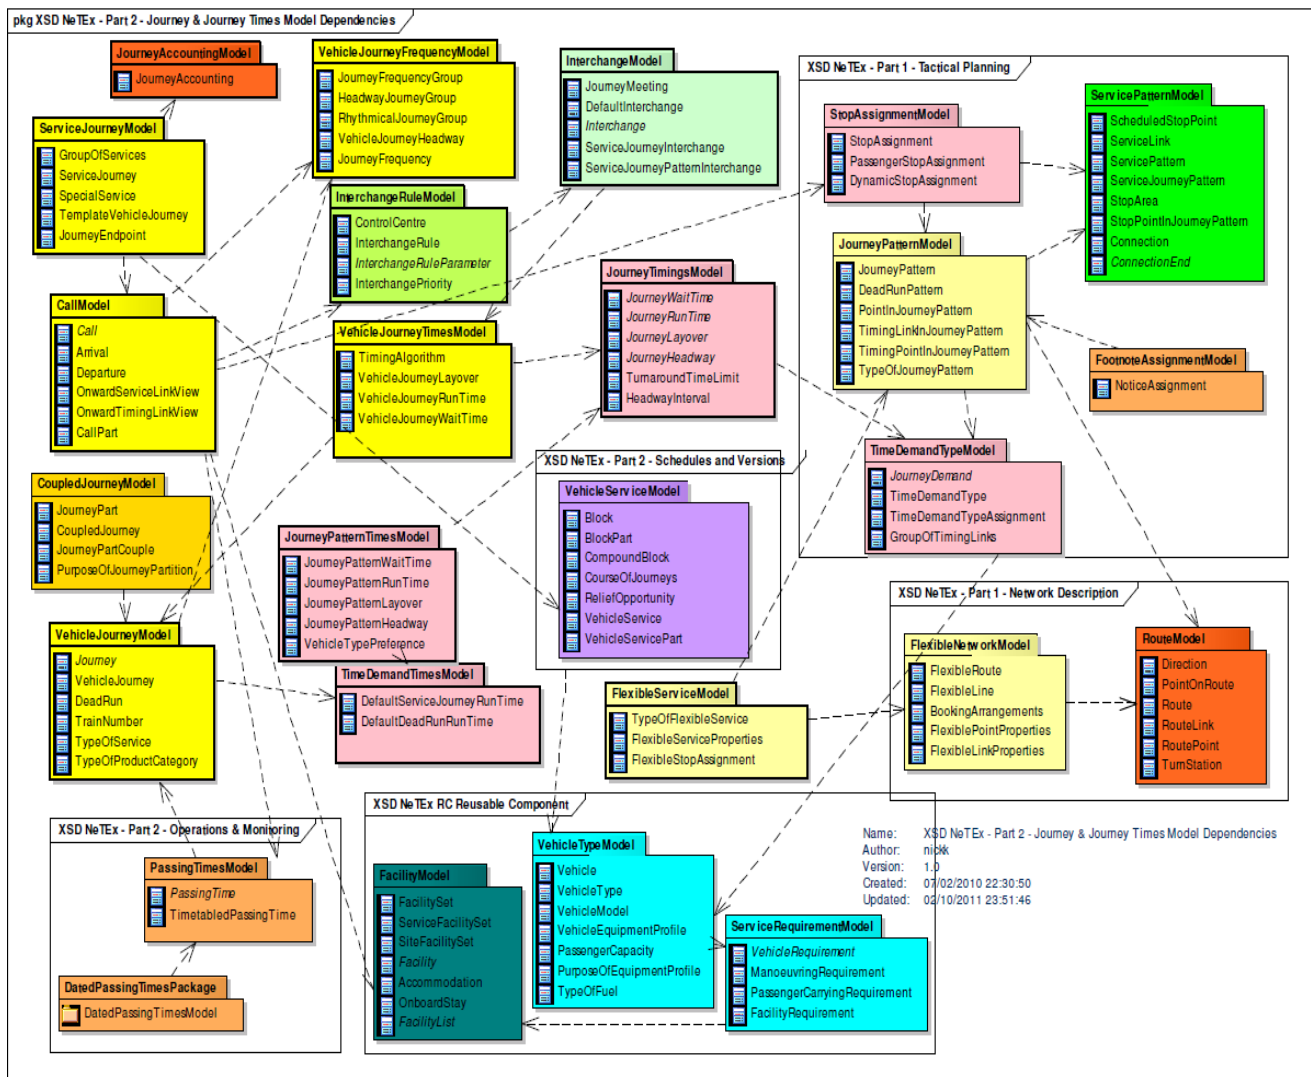 pkg XSD NeTEx - Part 2 - Journey & Journey Times Model Dependencies
JourneyAccountingModel
JourneyAccounting
VehicleJourneyFrequencyModel
JourneyFrequencyGroup
HeadwayJourneyGroup
RhythmicalJourneyGroup
VehicleJourneyHeadway
JourneyFrequency
InterchangeModel
JourneyMeeting
DefaultInterchange
Interchange
ServiceJourneyInterchange
ServiceJourneyPatternInterchange
XSD NeTEx - Part 1 - Tactical Planning
StopAssignmentModel
StopAssignment
PassengerStopAssignment
DynamicStopAssignment
ServicePatternModel
ScheduledStopPoint
ServiceLink
ServicePattern
ServiceJourneyPattern
StopArea
StopPointInJourneyPattern
Connection
ConnectionEnd
ServiceJourneyModel
GroupOfServices
ServiceJourney
SpecialService
TemplateVehicleJourney
JourneyEndpoint
InterchangeRuleModel
ControlCentre
InterchangeRule
InterchangeRuleParameter
InterchangePriority
JourneyPatternModel
JourneyPattern
DeadRunPattern
PointInJourneyPattern
TimingLinkInJourneyPattern
TimingPointInJourneyPattern
TypeOfJourneyPattern
JourneyTimingsModel
JourneyWaitTime
JourneyRunTime
JourneyLayover
JourneyHeadway
TurnaroundTimeLimit
HeadwayInterval
CallModel
Call
Arrival
Departure
OnwardServiceLinkView
OnwardTimingLinkView
CallPart
VehicleJourneyTimesModel
TimingAlgorithm
VehicleJourneyLayover
VehicleJourneyRunTime
VehicleJourneyWaitTime
FootnoteAssignmentModel
NoticeAssignment
TimeDemandTypeModel
JourneyDemand
TimeDemandType
TimeDemandTypeAssignment
GroupOfTimingLinks
XSD NeTEx - Part 2 - Schedules and Versions
VehicleServiceModel
Block
BlockPart
CompoundBlock
CourseOfJourneys
ReliefOpportunity
VehicleService
VehicleServicePart
CoupledJourneyModel
JourneyPart
CoupledJourney
JourneyPartCouple
PurposeOfJourneyPartition
JourneyPatternTimesModel
JourneyPatternWaitTime
JourneyPatternRunTime
JourneyPatternLayover
JourneyPatternHeadway
VehicleTypePreference
XSD NeTEx - Part 1 - Network Description
FlexibleNetworkModel
FlexibleRoute
FlexibleLine
BookingArrangements
FlexiblePointProperties
FlexibleLinkProperties
RouteModel
Direction
PointOnRoute
Route
RouteLink
RoutePoint
TurnStation
VehicleJourneyModel
Journey
VehicleJourney
DeadRun
TrainNumber
TypeOfService
TypeOfProductCategory
TimeDemandTimesModel
DefaultServiceJourneyRunTime
DefaultDeadRunRunTime
FlexibleServiceModel
TypeOfFlexibleService
FlexibleServiceProperties
FlexibleStopAssignment
XSD NeTEx RC Reusable Component
FacilityModel
FacilitySet
ServiceFacilitySet
SiteFacilitySet
Facility
Accommodation
OnboardStay
FacilityList
VehicleTypeModel
Vehicle
VehicleType
VehicleModel
VehicleEquipmentProfile
PassengerCapacity
PurposeOfEquipmentProfile
TypeOfFuel
ServiceRequirementModel
VehicleRequirement
ManoeuvringRequirement
PassengerCarryingRequirement
FacilityRequirement
XSD NeTEx - Part 2 - Operations & Monitoring
PassingTimesModel
PassingTime
TimetabledPassingTime
DatedPassingTimesPackage
DatedPassingTimesModel
Name: XSD NeTEx - Part 2 - Journey & Journey Times Model Dependencies
Author: nickk
Version: 1.0
Created: 07/02/2010 22:30:50
Updated: 02/10/2011 23:51:46